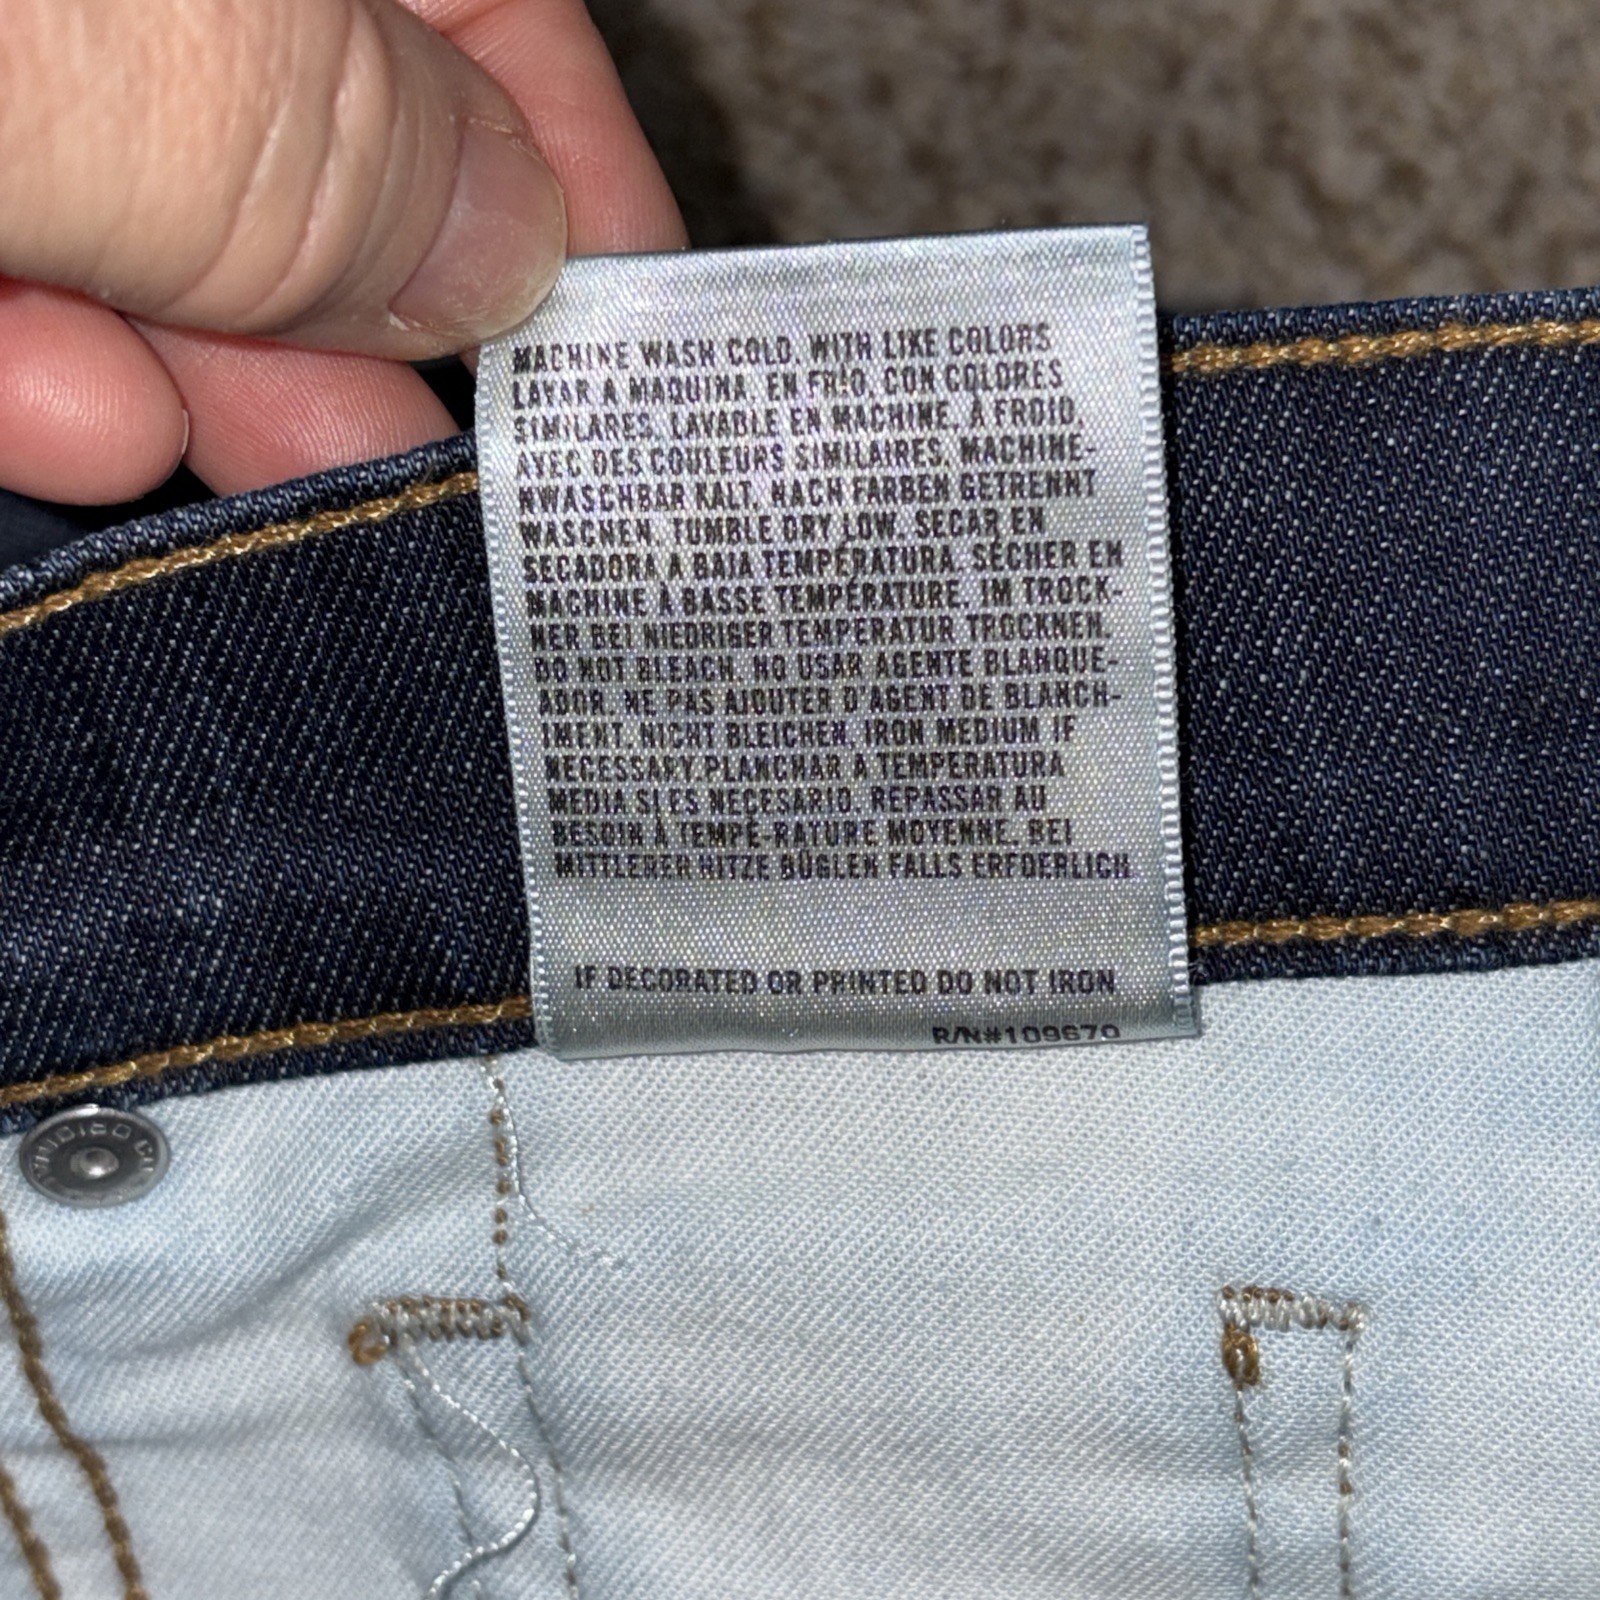 MACHINE WASH COLD, WITH LIKE COLORS
LAVAR A MAQUINA, EN FRIO, CON COLORES
SIMILARES. LAVABLE EN MACHINE, À FROID,
AVEC DES COULEURS SIMILAIRES. MACHINE-
NWASCHBAR KALT, NACH FARBEN GETRENNT
WASCHEN. TUMBLE DRY LOW. SECAR EN
SECADORA A BAJA TEMPERATURA. SÉCHER EN
MACHINE À BASSE TEMPÉRATURE. IM TROCK-
NER BEI NIEDRIGER TEMPERATUR TROCKNEN.
DO NOT BLEACH. NO USAR AGENTE BLANQUE-
ADOR. NE PAS AJOUTER D'AGENT DE BLANCH-
IMENT. NICHT BLEICHEN. IRON MEDIUM IF
NECESSARY.PLANCHAR A TEMPERATURA
MEDIA SI ES NECESARIO. REPASSAR AU
BESOIN À TEMPÉ-RATURE MOYENNE. BEI
MITTLERER HITZE BÜGLEN FALLS ERFOERLICH.
IF DECORATED OR PRINTED DO NOT IRON
R/N#109670
INDIGO CO